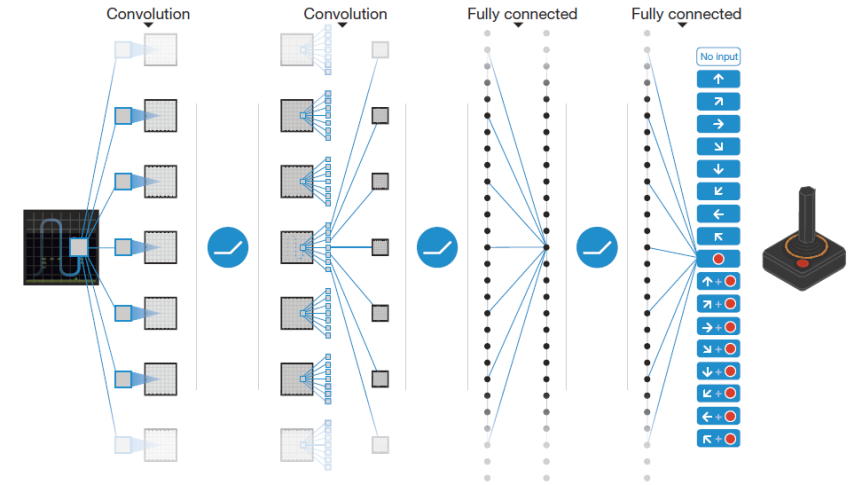 Convolution
Convolution
Fully connected
Fully connected
No input
+
+
+
+
+
+
+
+